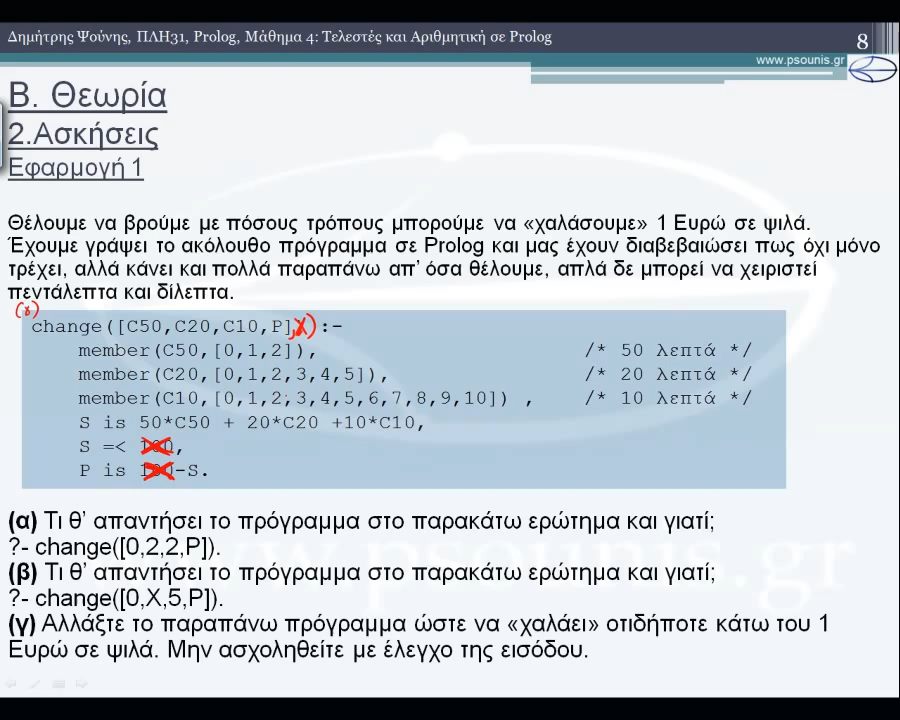 Δημήτρης Ψούνης, ΠΛΗ31, Prolog, Μάθημα 4: Τελεστές και Αριθμητική σε Prolog
8
www.psounis.gr
Β. Θεωρία
2.Ασκήσεις
Εφαρμογή 1
Θέλουμε να βρούμε με πόσους τρόπους μπορούμε να «χαλάσουμε» 1 Ευρώ σε ψιλά.
Έχουμε γράψει το ακόλουθο πρόγραμμα σε Prolog και μας έχουν διαβεβαιώσει πως όχι μόνο
τρέχει, αλλά κάνει και πολλά παραπάνω απ' όσα θέλουμε, απλά δε μπορεί να χειριστεί
πεντάλεπτα και δίλεπτα.
(γ)
change([C50,C20,C10,P],X):-
member(C50,[0,1,2]), /* 50 λεπτά */
member(C20,[0,1,2,3,4,5]), /* 20 λεπτά */
member(C10,[0,1,2,3,4,5,6,7,8,9,10]) , /* 10 λεπτά */
S is 50*C50 + 20*C20 +10*C10,
S =< 100,
P is 100-S.
(α) Τι θ' απαντήσει το πρόγραμμα στο παρακάτω ερώτημα και γιατί;
?- change([0,2,2,P]).
(β) Τι θ' απαντήσει το πρόγραμμα στο παρακάτω ερώτημα και γιατί;
?- change([0,X,5,P]).
(γ) Αλλάξτε το παραπάνω πρόγραμμα ώστε να «χαλάει» οτιδήποτε κάτω του 1
Ευρώ σε ψιλά. Μην ασχοληθείτε με έλεγχο της εισόδου.
www.psounis.gr